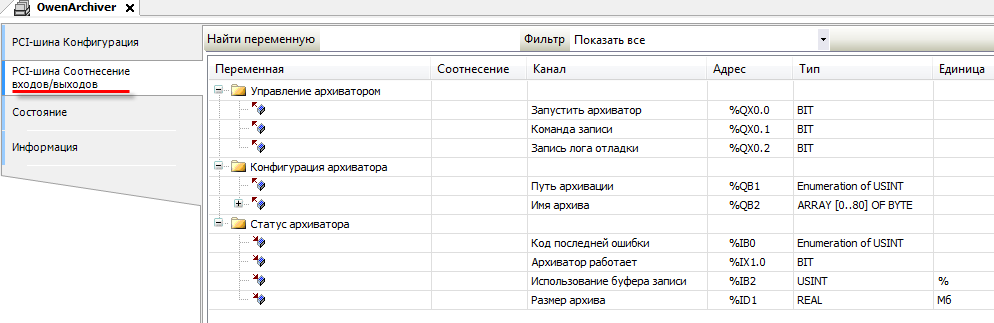 OwenArchiver
PCI-шина Конфигурация
PCI-шина Соотнесение
входов/выходов
Состояние
Информация
Найти переменную Фильтр Показать все
Переменная Соотнесение Канал Адрес Тип Единица
Управление архиватором
Запустить архиватор %QX0.0 BIT
Команда записи %QX0.1 BIT
Запись лога отладки %QX0.2 BIT
Конфигурация архиватора
Путь архивации %QB1 Enumeration of USINT
Имя архива %QB2 ARRAY [0..80] OF BYTE
Статус архиватора
Код последней ошибки %IB0 Enumeration of USINT
Архиватор работает %IX1.0 BIT
Использование буфера записи %IB2 USINT %
Размер архива %ID1 REAL Мб